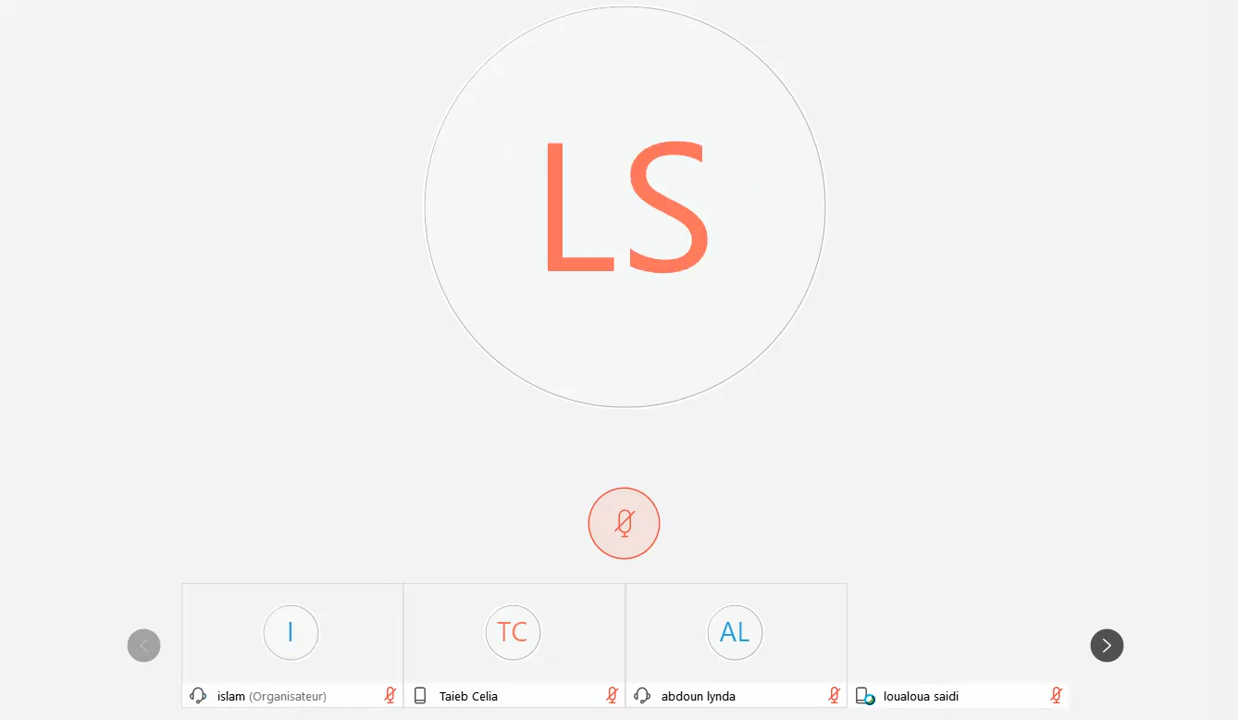 LS
I
TC
AL
islam (Organisateur)
Taieb Celia
abdoun lynda
loualoua saidi